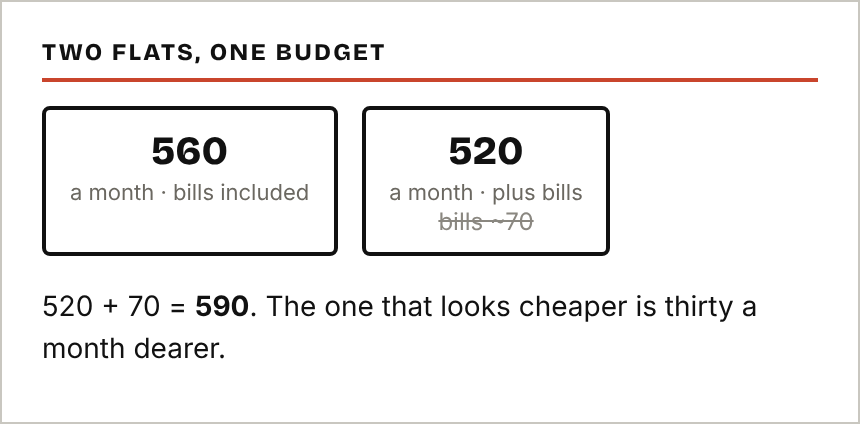 TWO FLATS, ONE BUDGET
560
a month · bills included
520
a month · plus bills
bills ~70
520 + 70 = 590. The one that looks cheaper is thirty a
month dearer.